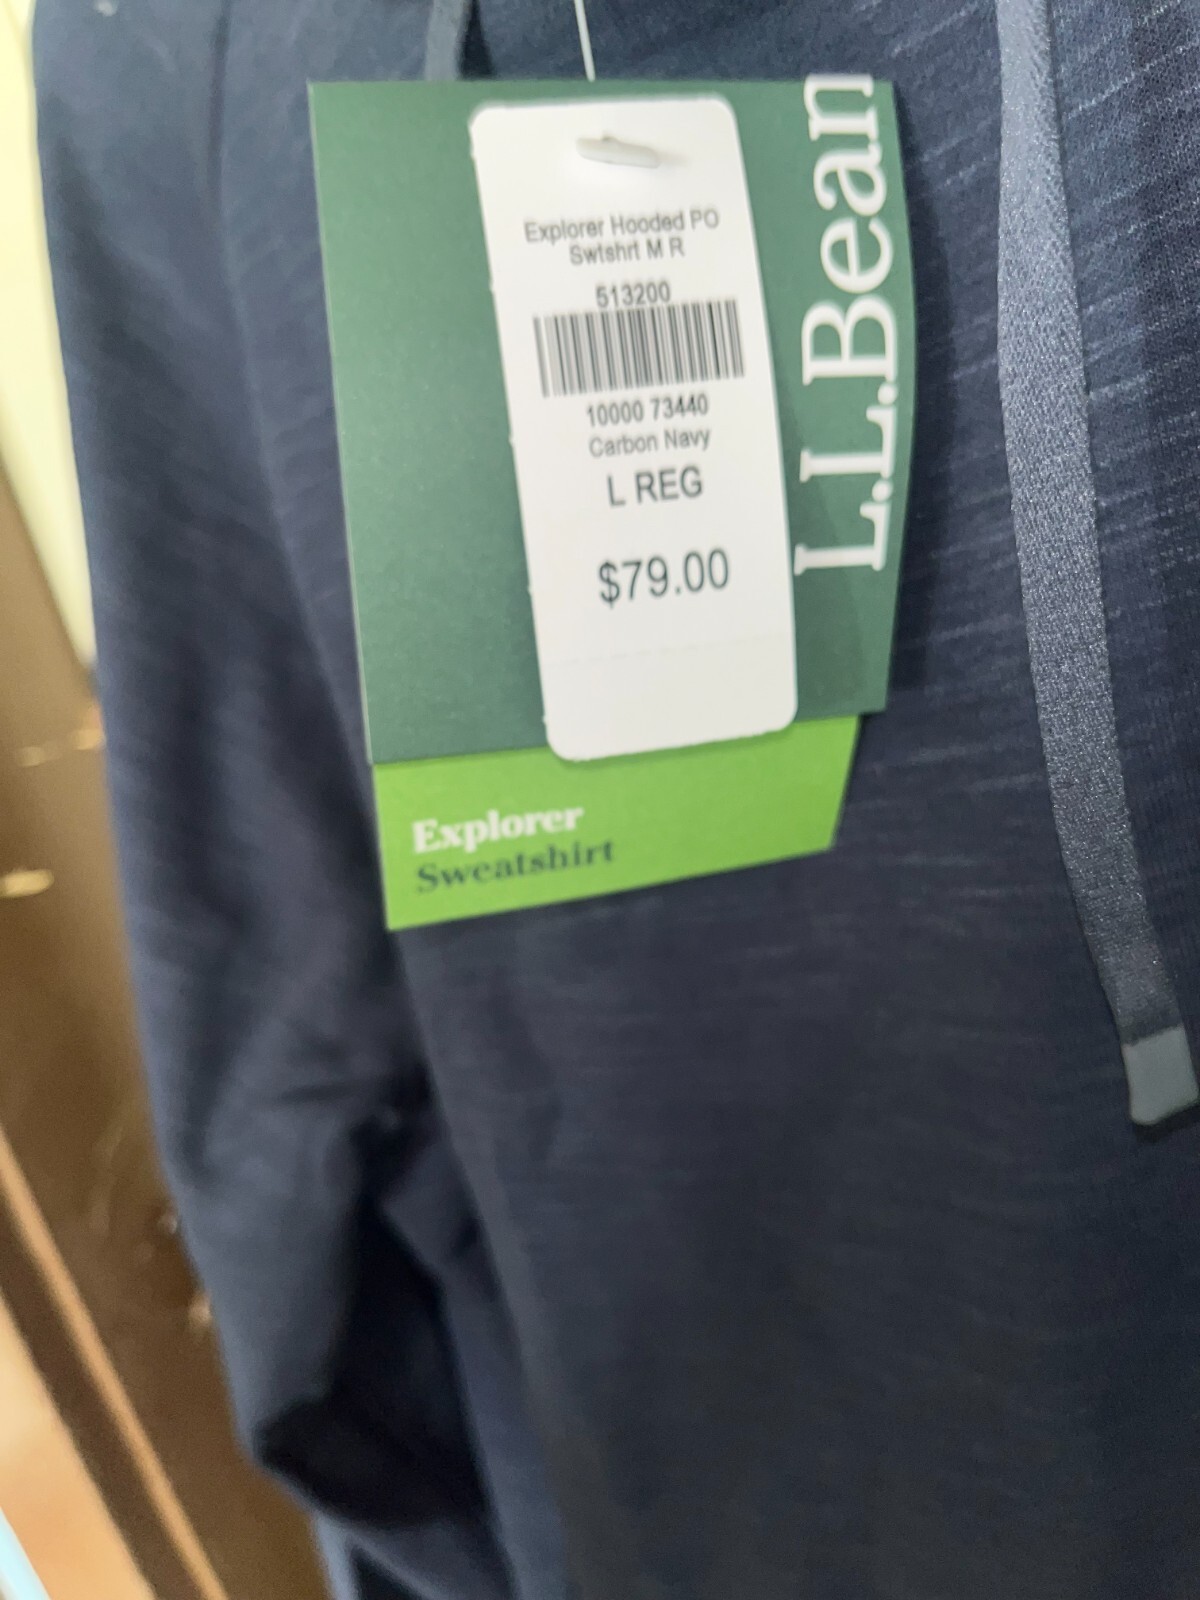 Explorer Hooded PO
Swtshrt M R
513200
10000 73440
Carbon Navy
L REG
$79.00
L.L.Bean
Explorer
Sweatshirt